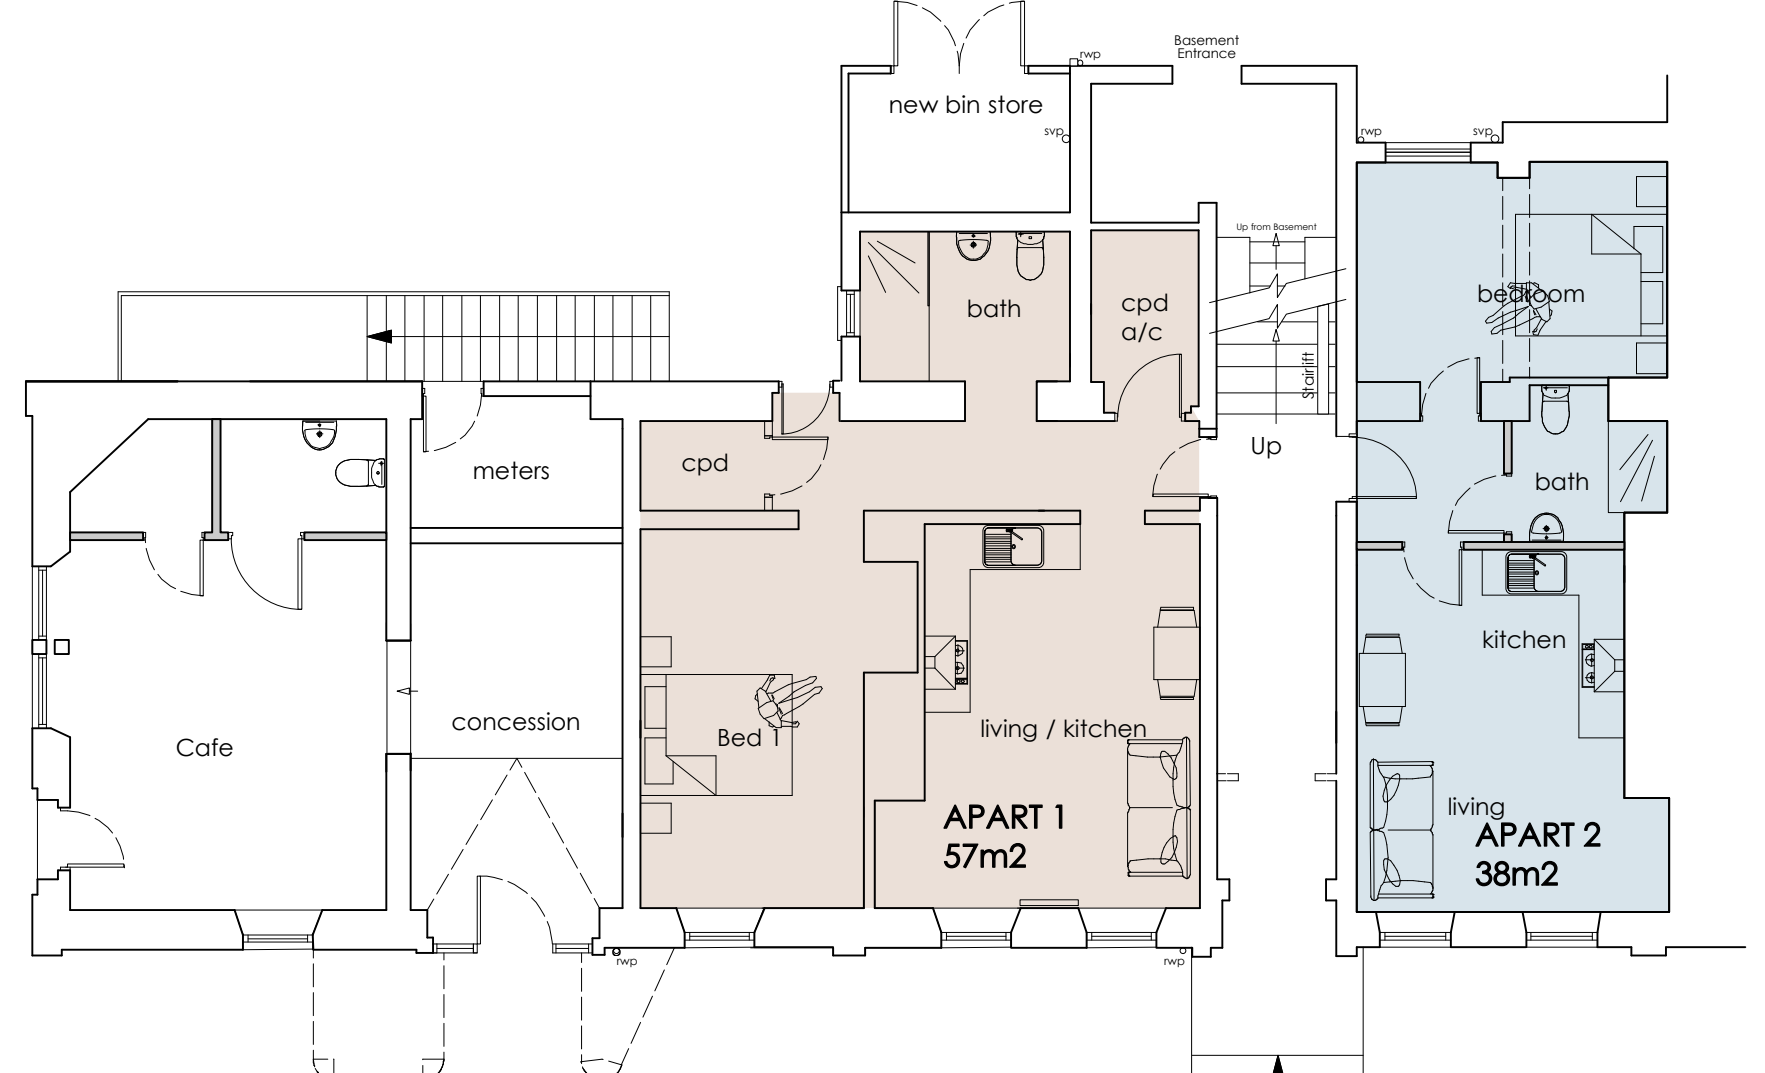 Basement
Entrance
rwp
new bin store
svp
rwp
svp
Up from Basement
bath
cpd
a/c
bedroom
Stairlift
Up
cpd
meters
bath
kitchen
concession
Cafe
Bed 1
living / kitchen
living
APART 1
57m2
APART 2
38m2
rwp
rwp